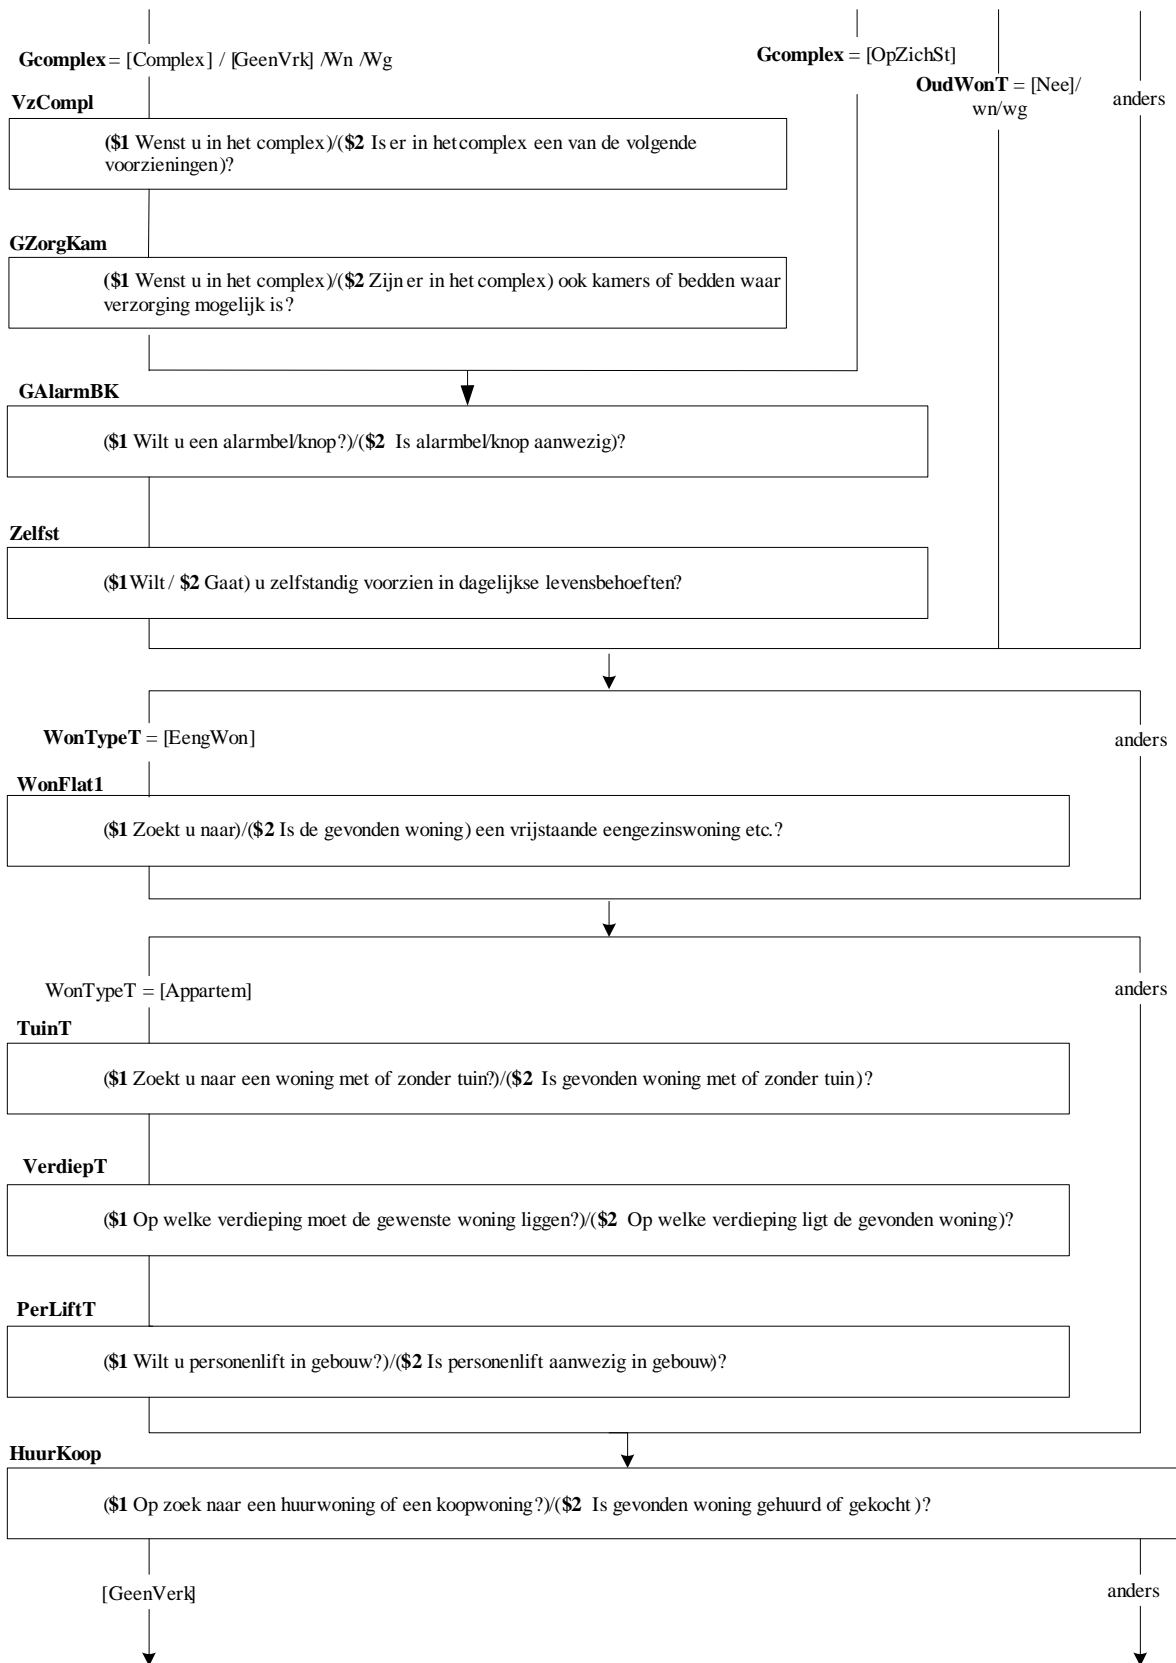 Gcomplex = [Complex] / [GeenVrk] /Wn /Wg
Gcomplex = [OpZichSt]
OudWonT = [Nee]/
wn/wg
anders
VzCompl
($1 Wenst u in het complex)/($2 Is er in het complex een van de volgende
voorzieningen)?
GZorgKam
($1 Wenst u in het complex)/($2 Zijn er in het complex) ook kamers of bedden waar
verzorging mogelijk is?
GAlarmBK
($1 Wilt u een alarmbel/knop?)/($2 Is alarmbel/knop aanwezig)?
Zelfst
($1 Wilt / $2 Gaat) u zelfstandig voorzien in dagelijkse levensbehoeften?
WonTypeT = [EengWon]
anders
WonFlat1
($1 Zoekt u naar)/($2 Is de gevonden woning) een vrijstaande eengezinswoning etc.?
WonTypeT = [Appartem]
anders
TuinT
($1 Zoekt u naar een woning met of zonder tuin?)/($2 Is gevonden woning met of zonder tuin)?
VerdiepT
($1 Op welke verdieping moet de gewenste woning liggen?)/($2 Op welke verdieping ligt de gevonden woning)?
PerLiftT
($1 Wilt u personenlift in gebouw?)/($2 Is personenlift aanwezig in gebouw)?
HuurKoop
($1 Op zoek naar een huurwoning of een koopwoning?)/($2 Is gevonden woning gehuurd of gekocht)?
[GeenVerk]
anders